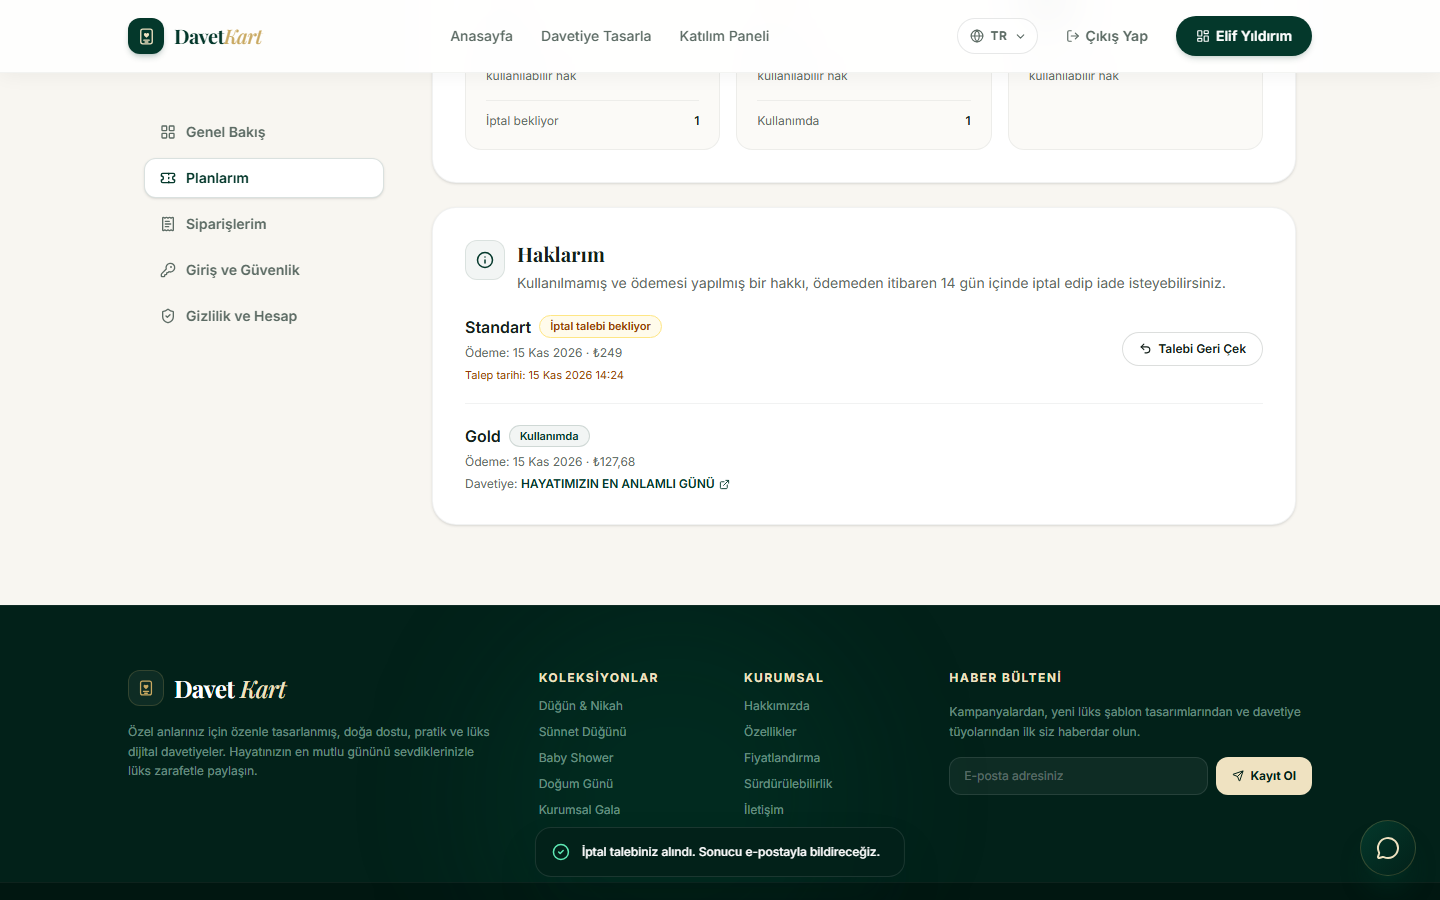 DavetKart
Anasayfa
Davetiye Tasarla
Katılım Paneli
TR
Çıkış Yap
Elif Yıldırım
kullanılabilir hak
kullanılabilir hak
kullanılabilir hak
İptal bekliyor 1
Kullanımda 1
Genel Bakış
Planlarım
Siparişlerim
Giriş ve Güvenlik
Gizlilik ve Hesap
Haklarım
Kullanılmamış ve ödemesi yapılmış bir hakkı, ödemeden itibaren 14 gün içinde iptal edip iade isteyebilirsiniz.
Standart İptal talebi bekliyor
Ödeme: 15 Kas 2026 · ₺249
Talep tarihi: 15 Kas 2026 14:24
Talebi Geri Çek
Gold Kullanımda
Ödeme: 15 Kas 2026 · ₺127,68
Davetiye: HAYATIMIZIN EN ANLAMLI GÜNÜ
Davet Kart
Özel anlarınız için özenle tasarlanmış, doğa dostu, pratik ve lüks
dijital davetiyeler. Hayatınızın en mutlu gününü sevdiklerinizle
lüks zarafetle paylaşın.
KOLEKSİYONLAR
Düğün & Nikah
Sünnet Düğünü
Baby Shower
Doğum Günü
Kurumsal Gala
KURUMSAL
Hakkımızda
Özellikler
Fiyatlandırma
Sürdürülebilirlik
İletişim
HABER BÜLTENİ
Kampanyalardan, yeni lüks şablon tasarımlarından ve davetiye
tüyolarından ilk siz haberdar olun.
E-posta adresiniz
Kayıt Ol
İptal talebiniz alındı. Sonucu e-postayla bildireceğiz.